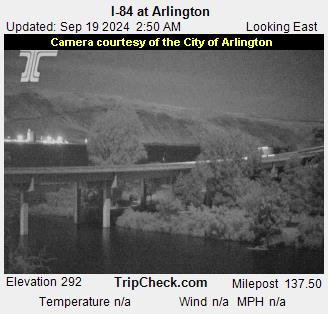 I-84 at Arlington
Updated: Sep 19 2024 2:50 AM Looking East
Camera courtesy of the City of Arlington
Elevation 292 TripCheck.com Milepost 137.50
Temperature n/a Wind n/a MPH n/a